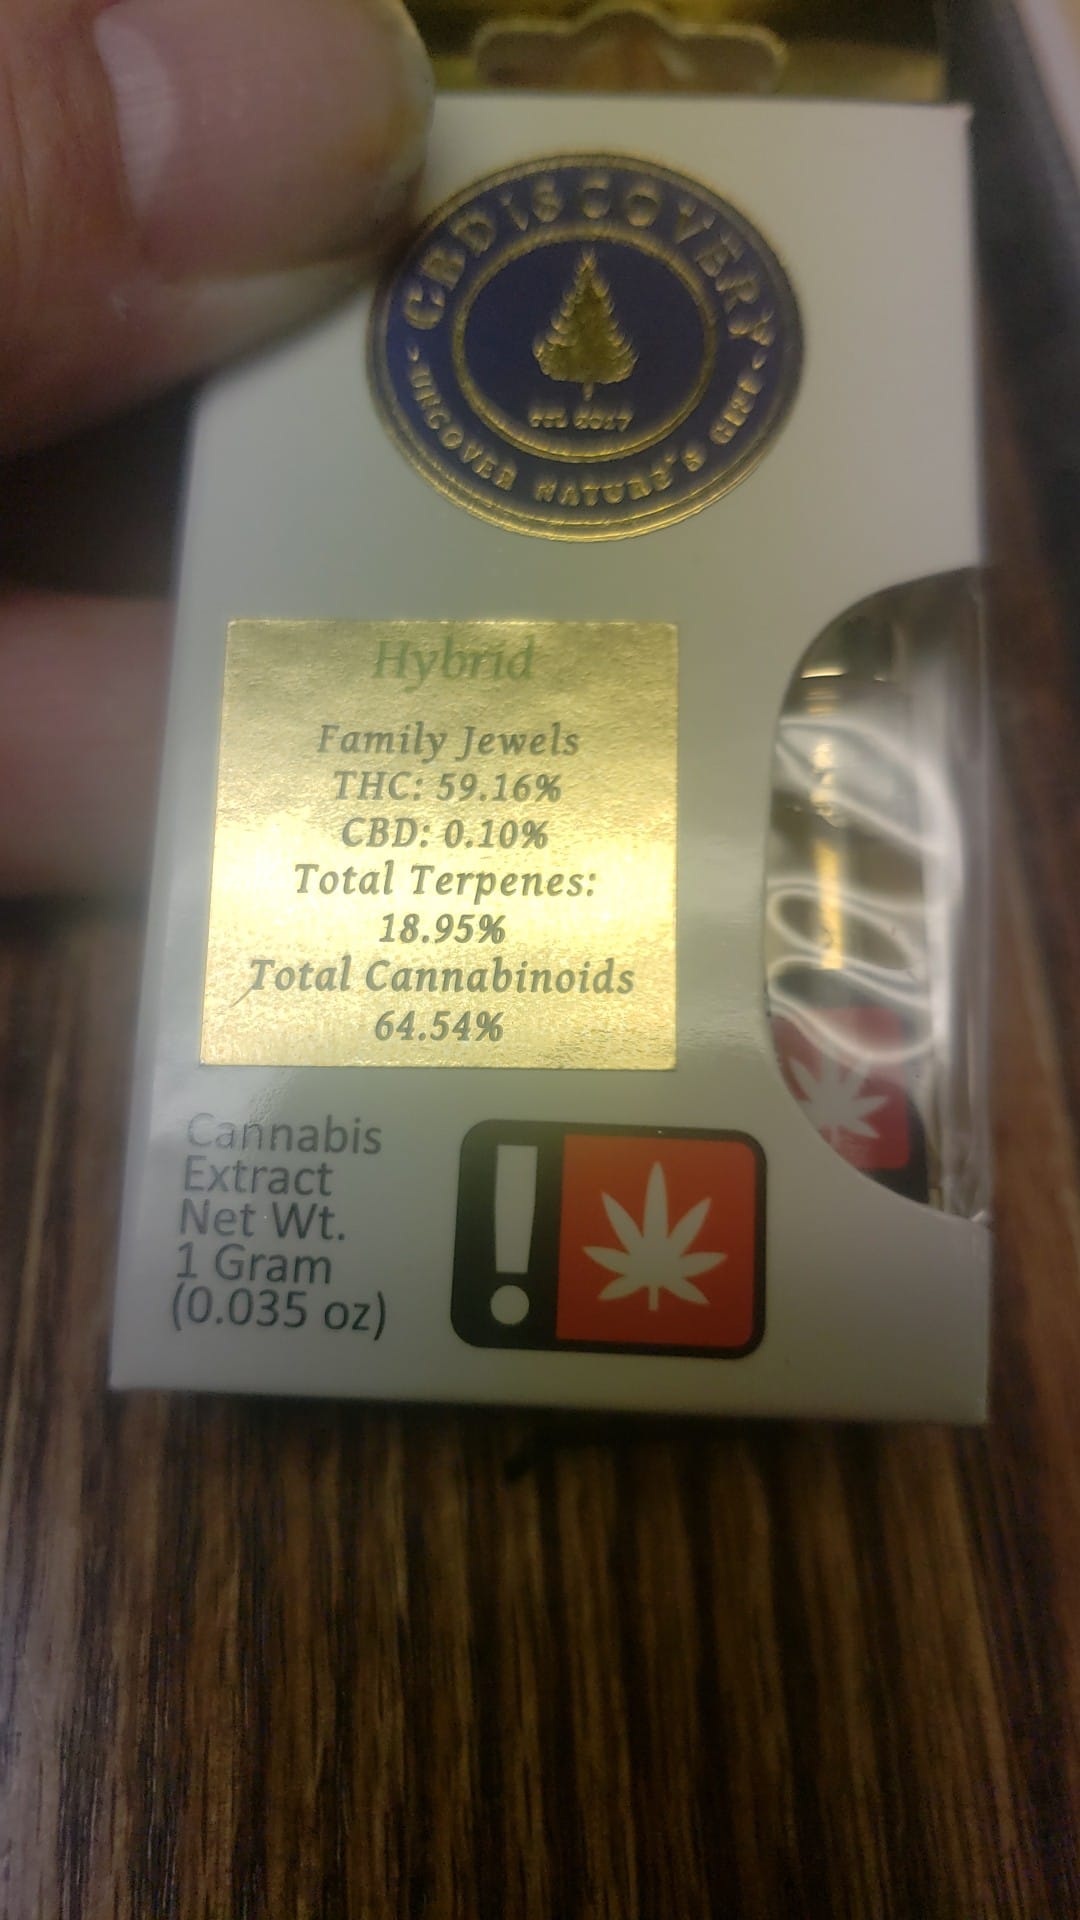 CBDISCOVERY
UNCOVER NATURE'S GIFT
Hybrid
Family Jewels
THC: 59.16%
CBD: 0.10%
Total Terpenes:
18.95%
Total Cannabinoids
64.54%
Cannabis
Extract
Net Wt.
1 Gram
(0.035 oz)
!